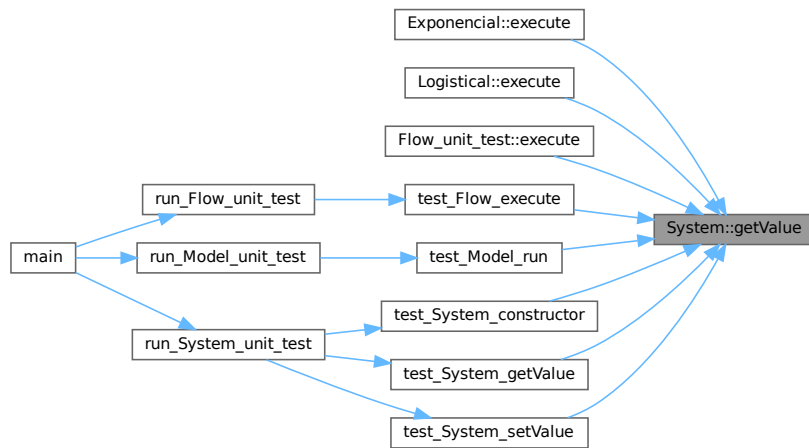 Exponencial::execute
Logistical::execute
Flow_unit_test::execute
run_Flow_unit_test
test_Flow_execute
System::getValue
main
run_Model_unit_test
test_Model_run
test_System_constructor
run_System_unit_test
test_System_getValue
test_System_setValue